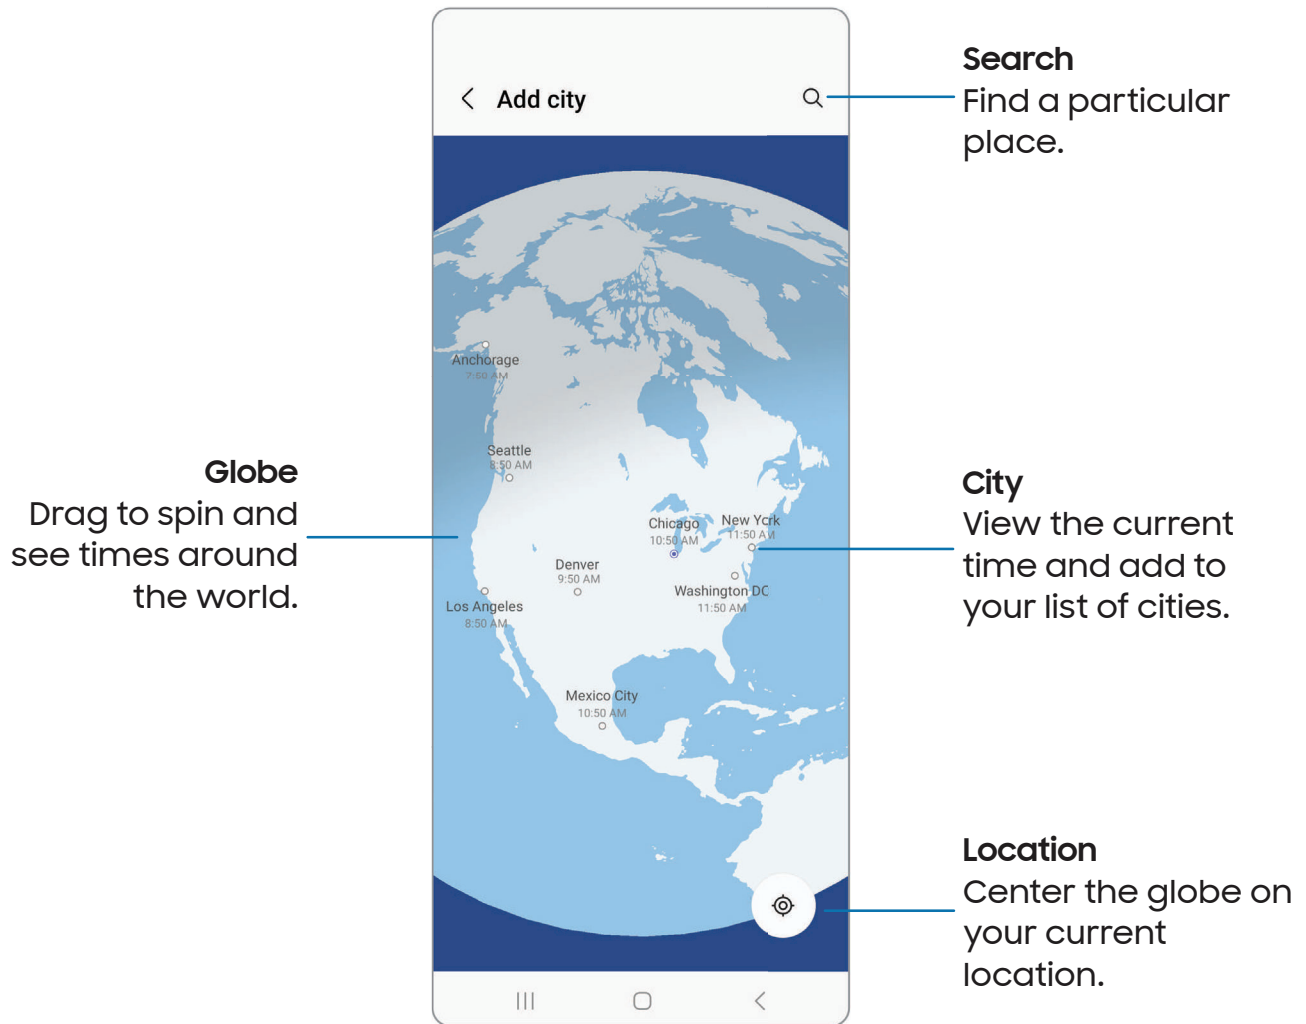 Add city
Search
Find a particular
place.
Anchorage
7:50 AM
Seattle
8:50 AM
Globe
Drag to spin and
see times around
the world.
Chicago
10:50 AM
New York
11:50 AM
City
View the current
time and add to
your list of cities.
Denver
9:50 AM
Washington DC
11:50 AM
Los Angeles
8:50 AM
Mexico City
10:50 AM
Location
Center the globe on
your current
location.